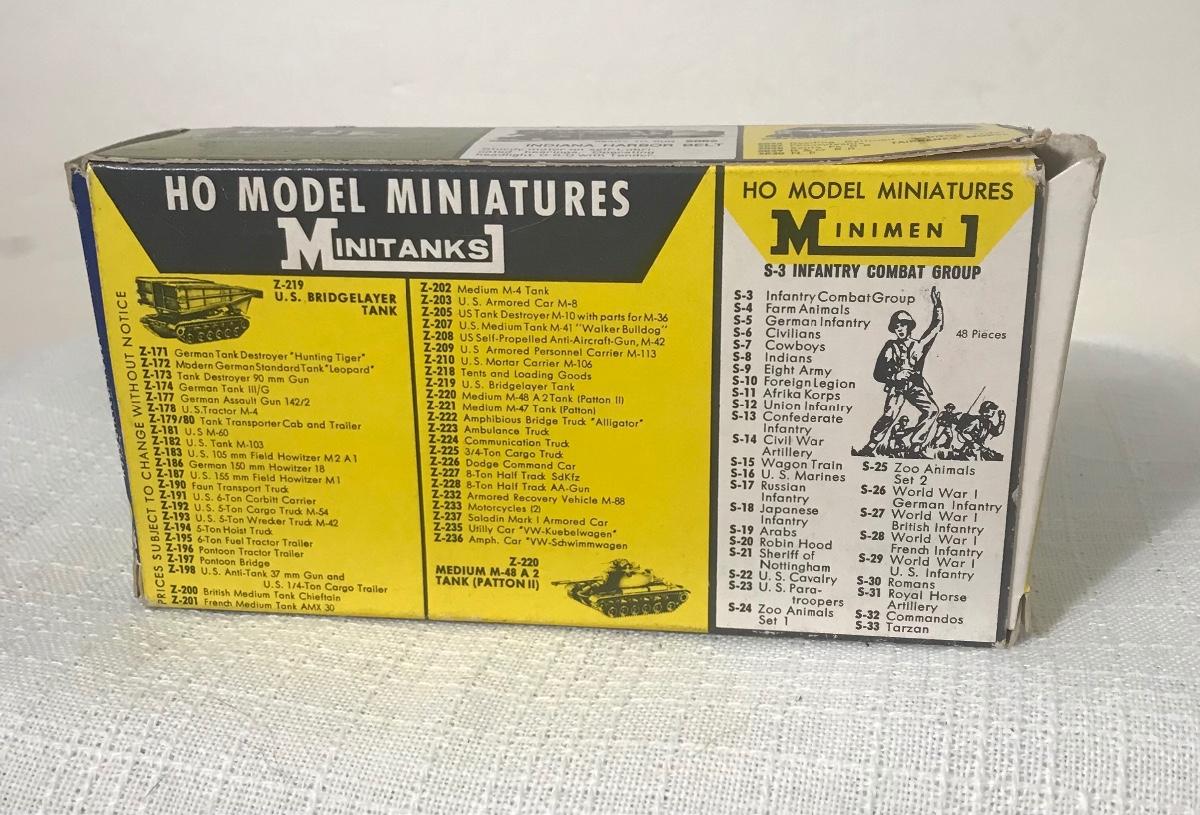 INDIANA HARBOR BELT
HO MODEL MINIATURES
MINITANKS
PRICES SUBJECT TO CHANGE WITHOUT NOTICE
Z-219
U.S. BRIDGELAYER
TANK
Z-171 German Tank Destroyer "Hunting Tiger"
Z-172 Modern German Standard Tank "Leopard"
Z-173 Tank Destroyer 90 mm Gun
Z-174 German Tank III/G
Z-177 German Assault Gun 142/2
Z-178 U.S. Tractor M-4
Z-179/80 Tank Transporter Cab and Trailer
Z-181 U.S M-60
Z-182 U.S. Tank M-103
Z-183 U.S. 105 mm Field Howitzer M2 A1
Z-186 German 150 mm Howitzer 18
Z-187 U.S. 155 mm Field Howitzer M1
Z-190 Faun Transport Truck
Z-191 U.S. 6-Ton Corbitt Carrier
Z-192 U.S. 5-Ton Cargo Truck M-54
Z-193 U.S. 5-Ton Wrecker Truck M-42
Z-194 5-Ton Hoist Truck
Z-195 6-Ton Fuel Tractor Trailer
Z-196 Pontoon Tractor Trailer
Z-197 Pontoon Bridge
Z-198 U.S. Anti-Tank 37 mm Gun and
U.S. 1/4-Ton Cargo Trailer
Z-200 British Medium Tank Chieftain
Z-201 French Medium Tank AMX 30
Z-202 Medium M-4 Tank
Z-203 U.S. Armored Car M-8
Z-205 US Tank Destroyer M-10 with parts for M-36
Z-207 U.S. Medium Tank M-41 "Walker Bulldog"
Z-208 US Self-Propelled Anti-Aircraft-Gun, M-42
Z-209 U.S Armored Personnel Carrier M-113
Z-210 U.S. Mortar Carrier M-106
Z-218 Tents and Loading Goods
Z-219 U.S. Bridgelayer Tank
Z-220 Medium M-48 A 2 Tank (Patton II)
Z-221 Medium M-47 Tank (Patton)
Z-222 Amphibious Bridge Truck "Alligator"
Z-223 Ambulance Truck
Z-224 Communication Truck
Z-225 3/4-Ton Cargo Truck
Z-226 Dodge Command Car
Z-227 8-Ton Half Track SdKfz
Z-228 8-Ton Half Track AA-Gun
Z-232 Armored Recovery Vehicle M-88
Z-233 Motorcycles (2)
Z-237 Saladin Mark I Armored Car
Z-235 Utilly Car "VW-Kuebelwagen"
Z-236 Amph. Car "VW-Schwimmwagen
Z-220
MEDIUM M-48 A 2
TANK (PATTON II)
HO MODEL MINIATURES
MINIMEN
S-3 INFANTRY COMBAT GROUP
48 Pieces
S-3 Infantry Combat Group
S-4 Farm Animals
S-5 German Infantry
S-6 Civilians
S-7 Cowboys
S-8 Indians
S-9 Eight Army
S-10 Foreign Legion
S-11 Afrika Korps
S-12 Union Infantry
S-13 Confederate
Infantry
S-14 Civil War
Artillery
S-15 Wagon Train
S-16 U.S. Marines
S-17 Russian
Infantry
S-18 Japanese
Infantry
S-19 Arabs
S-20 Robin Hood
S-21 Sheriff of
Nottingham
S-22 U.S. Cavalry
S-23 U.S. Para-
troopers
S-24 Zoo Animals
Set 1
S-25 Zoo Animals
Set 2
S-26 World War I
German Infantry
S-27 World War I
British Infantry
S-28 World War I
French Infantry
S-29 World War I
U.S. Infantry
S-30 Romans
S-31 Royal Horse
Artillery
S-32 Commandos
S-33 Tarzan